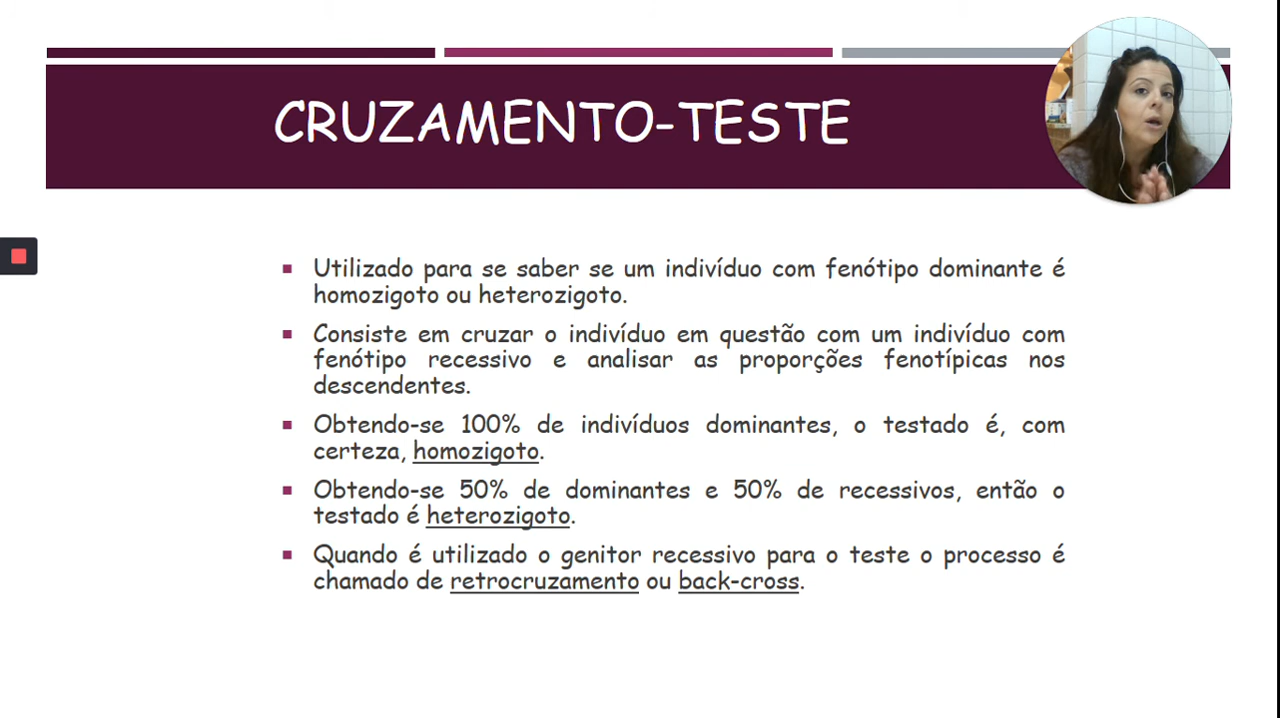 CRUZAMENTO-TESTE
Utilizado para se saber se um indivíduo com fenótipo dominante é
homozigoto ou heterozigoto.
Consiste em cruzar o indivíduo em questão com um indivíduo com
fenótipo recessivo e analisar as proporções fenotípicas nos
descendentes.
Obtendo-se 100% de indivíduos dominantes, o testado é, com
certeza, homozigoto.
Obtendo-se 50% de dominantes e 50% de recessivos, então o
testado é heterozigoto.
Quando é utilizado o genitor recessivo para o teste o processo é
chamado de retrocruzamento ou back-cross.